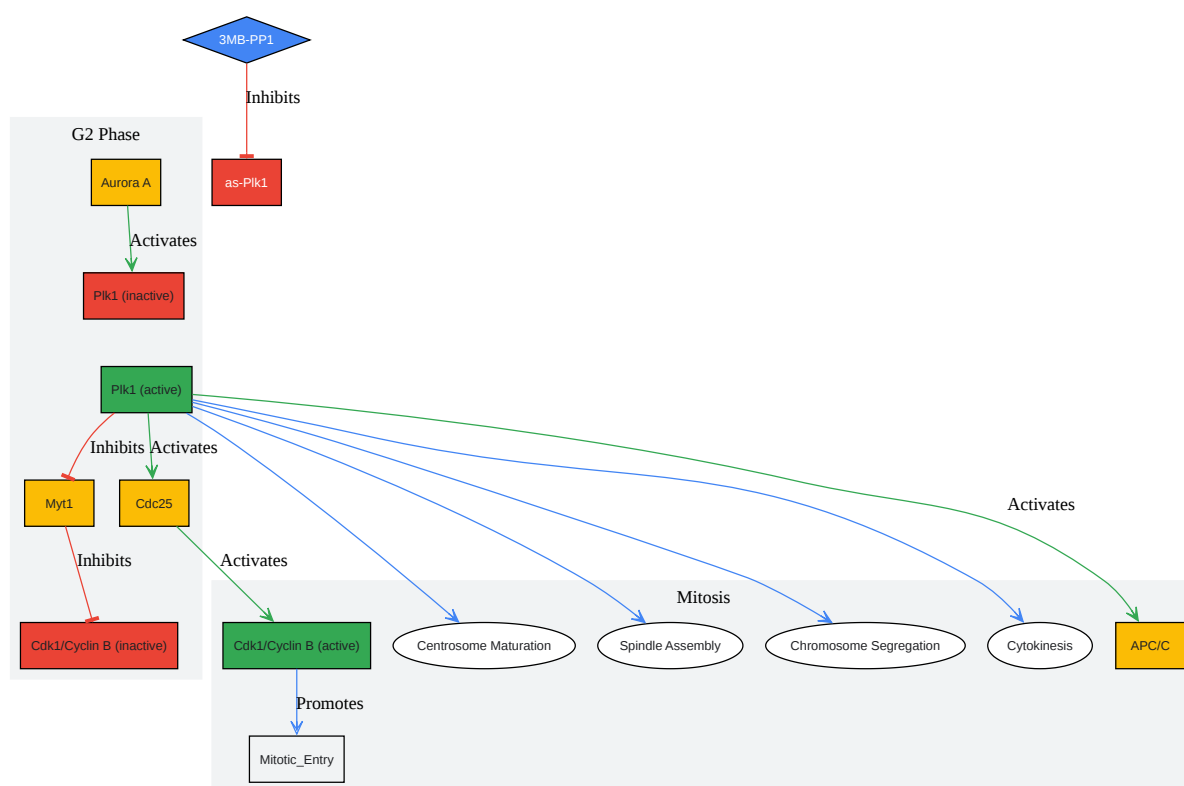 3MB-PP1
Inhibits
G2 Phase
Aurora A
as-Plk1
Activates
Plk1 (inactive)
Plk1 (active)
Inhibits
Activates
Myt1
Cdc25
Activates
Inhibits
Activates
Mitosis
Cdk1/Cyclin B (inactive)
Cdk1/Cyclin B (active)
Centrosome Maturation
Spindle Assembly
Chromosome Segregation
Cytokinesis
APC/C
Promotes
Mitotic_Entry